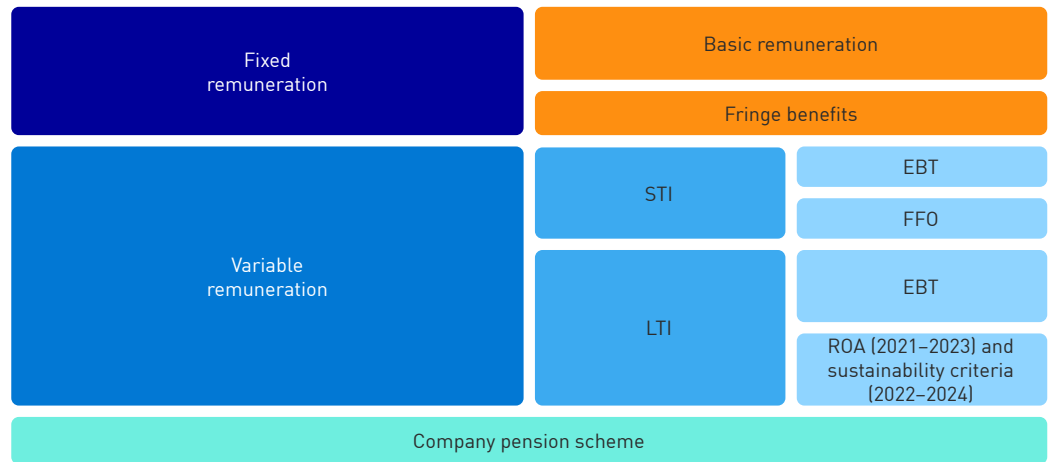 Fixed
remuneration
Basic remuneration
Fringe benefits
Variable
remuneration
STI
EBT
FFO
LTI
EBT
ROA (2021–2023) and
sustainability criteria
(2022–2024)
Company pension scheme